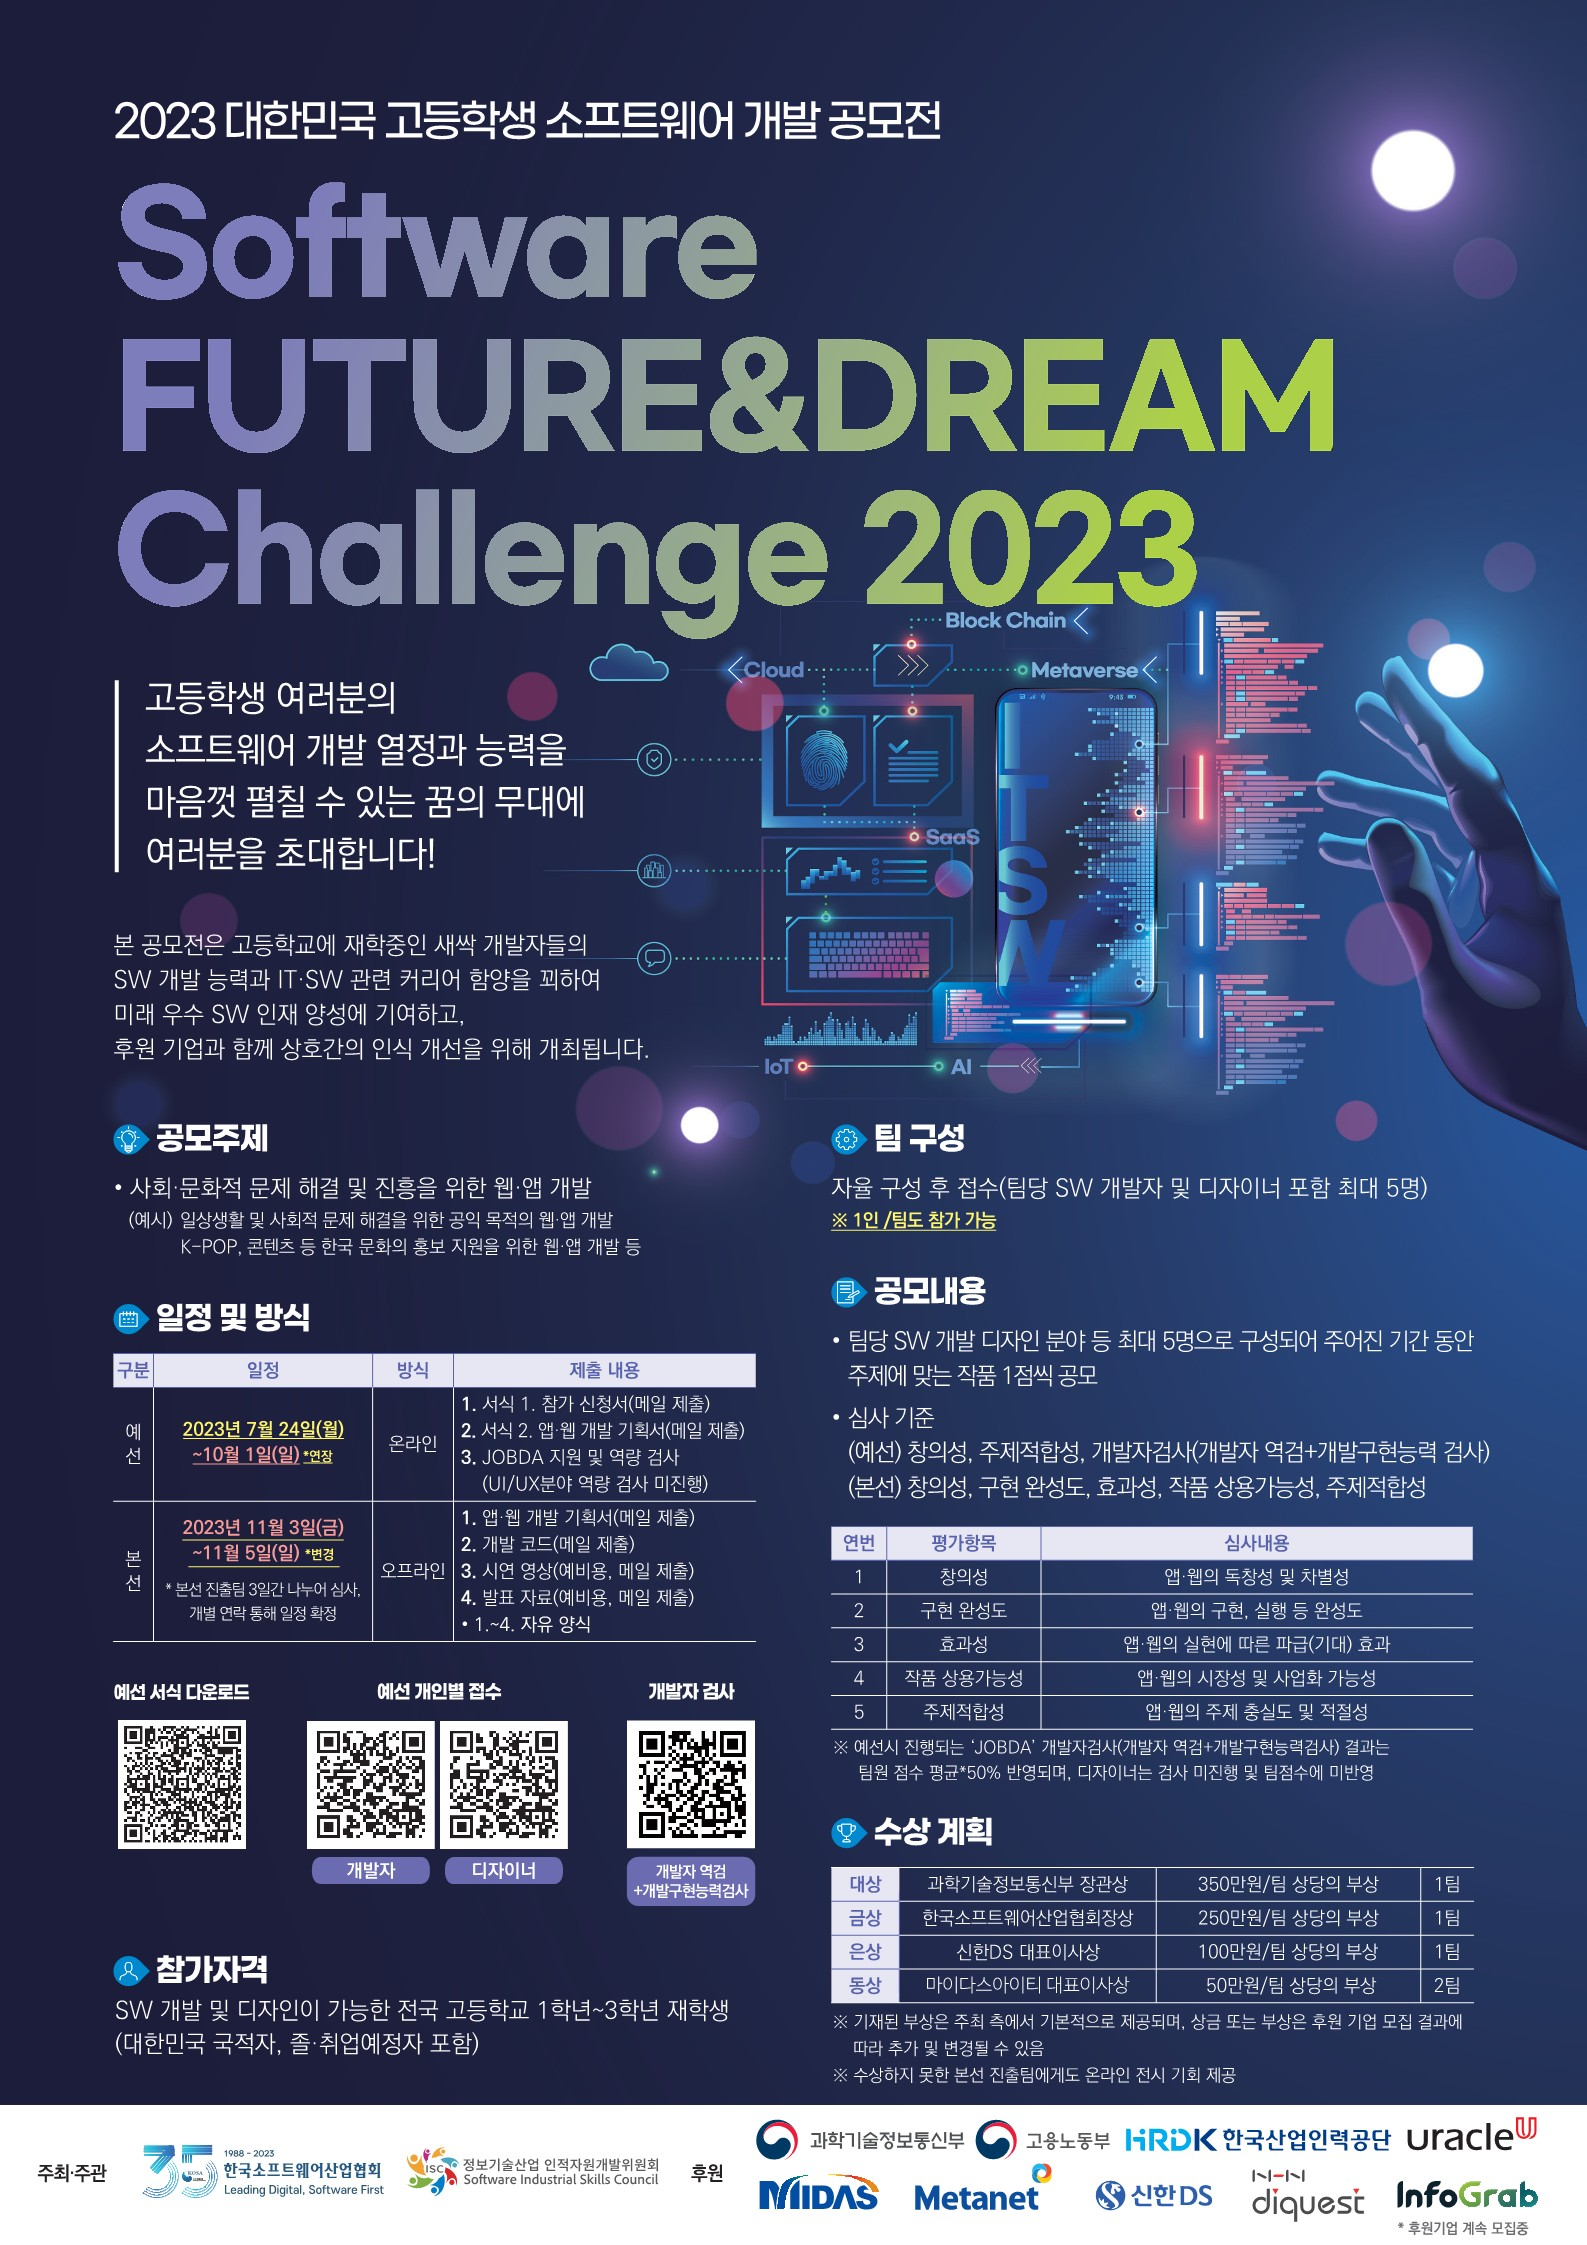 2023 대한민국 고등학생 소프트웨어 개발 공모전
Software
FUTURE&DREAM
Challenge 2023
Block Chain
Cloud
Metaverse
9:45
SaaS
I
T
S
W
IoT
AI
고등학생 여러분의
소프트웨어 개발 열정과 능력을
마음껏 펼칠 수 있는 꿈의 무대에
여러분을 초대합니다!
본 공모전은 고등학교에 재학중인 새싹 개발자들의
SW 개발 능력과 IT·SW 관련 커리어 함양을 꾀하여
미래 우수 SW 인재 양성에 기여하고,
후원 기업과 함께 상호간의 인식 개선을 위해 개최됩니다.
공모주제
• 사회·문화적 문제 해결 및 진흥을 위한 웹·앱 개발
(예시) 일상생활 및 사회적 문제 해결을 위한 공익 목적의 웹·앱 개발
K-POP, 콘텐츠 등 한국 문화의 홍보 지원을 위한 웹·앱 개발 등
일정 및 방식
구분 일정 방식 제출 내용
예선
2023년 7월 24일(월)
~10월 1일(일) *연장
온라인
1. 서식 1. 참가 신청서(메일 제출)
2. 서식 2. 앱·웹 개발 기획서(메일 제출)
3. JOBDA 지원 및 역량 검사
(UI/UX분야 역량 검사 미진행)
본선
2023년 11월 3일(금)
~11월 5일(일) *변경
* 본선 진출팀 3일간 나누어 심사,
개별 연락 통해 일정 확정
오프라인
1. 앱·웹 개발 기획서(메일 제출)
2. 개발 코드(메일 제출)
3. 시연 영상(예비용, 메일 제출)
4. 발표 자료(예비용, 메일 제출)
• 1.~4. 자유 양식
예선 서식 다운로드
예선 개인별 접수
개발자 검사
개발자
디자이너
개발자 역검
+개발구현능력검사
참가자격
SW 개발 및 디자인이 가능한 전국 고등학교 1학년~3학년 재학생
(대한민국 국적자, 졸·취업예정자 포함)
팀 구성
자율 구성 후 접수(팀당 SW 개발자 및 디자이너 포함 최대 5명)
※ 1인 /팀도 참가 가능
공모내용
• 팀당 SW 개발 디자인 분야 등 최대 5명으로 구성되어 주어진 기간 동안
주제에 맞는 작품 1점씩 공모
• 심사 기준
(예선) 창의성, 주제적합성, 개발자검사(개발자 역검+개발구현능력 검사)
(본선) 창의성, 구현 완성도, 효과성, 작품 상용가능성, 주제적합성
연번 평가항목 심사내용
1 창의성 앱·웹의 독창성 및 차별성
2 구현 완성도 앱·웹의 구현, 실행 등 완성도
3 효과성 앱·웹의 실현에 따른 파급(기대) 효과
4 작품 상용가능성 앱·웹의 시장성 및 사업화 가능성
5 주제적합성 앱·웹의 주제 충실도 및 적절성
※ 예선시 진행되는 ‘JOBDA’ 개발자검사(개발자 역검+개발구현능력검사) 결과는
팀원 점수 평균*50% 반영되며, 디자이너는 검사 미진행 및 팀점수에 미반영
수상 계획
대상 과학기술정보통신부 장관상 350만원/팀 상당의 부상 1팀
금상 한국소프트웨어산업협회장상 250만원/팀 상당의 부상 1팀
은상 신한DS 대표이사상 100만원/팀 상당의 부상 1팀
동상 마이다스아이티 대표이사상 50만원/팀 상당의 부상 2팀
※ 기재된 부상은 주최 측에서 기본적으로 제공되며, 상금 또는 부상은 후원 기업 모집 결과에
따라 추가 및 변경될 수 있음
※ 수상하지 못한 본선 진출팀에게도 온라인 전시 기회 제공
주최·주관
35
KOSA
1988 - 2023
한국소프트웨어산업협회
Leading Digital, Software First
ISC
정보기술산업 인적자원개발위원회
Software Industrial Skills Council
후원
과학기술정보통신부
고용노동부
HRDK 한국산업인력공단
uracle U
MIDAS
Metanet
신한DS
diquest
InfoGrab
* 후원기업 계속 모집중